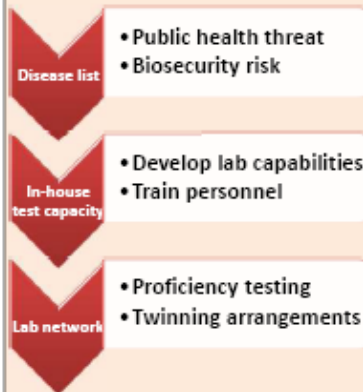 Disease list
• Public health threat
• Biosecurity risk
In-house
test capacity
• Develop lab capabilities
• Train personnel
Lab network
• Proficiency testing
• Twinning arrangements